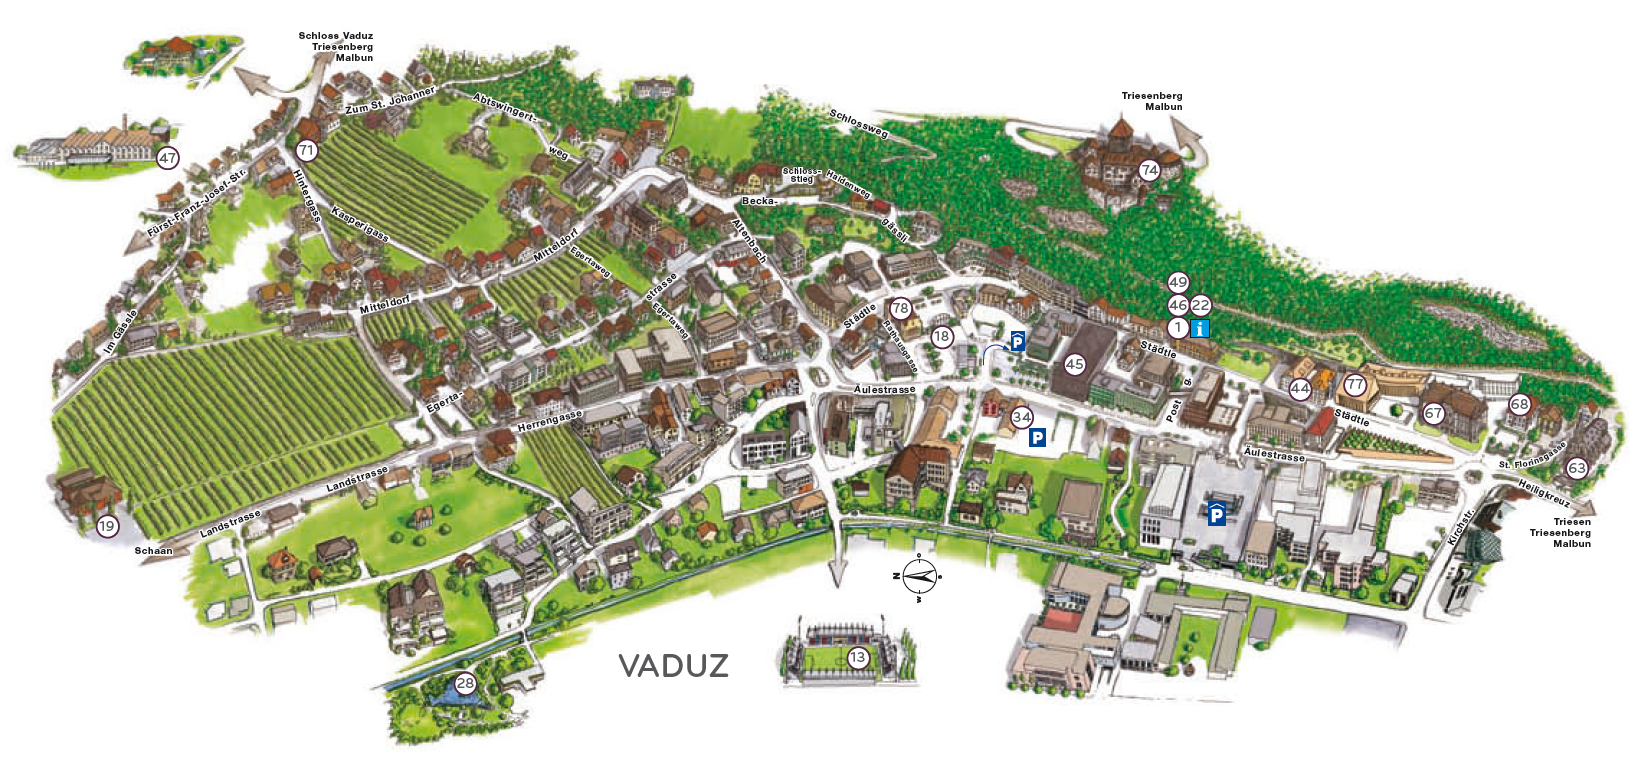 Schloss Vaduz
Triesenberg
Malbun
Zum St. Johanner
Abtswingert-
weg
Schlossweg
Triesenberg
Malbun
47
71
74
Hintergass
Fürst-Franz-Josef-Str.
Kasperigass
Schloss-
Stieg
Haldenweg
Becka-
gässli
Altenbach
Mitteldorf
Egertaweg
strasse
Egertaweg
Mitteldorf
Im Gässle
49
46
22
1
i
Städtle
78
Rathausgasse
18
P
Städtle
45
Äulestrasse
Post
g.
44
77
67
68
Städtle
34
P
Egerta-
Herrengasse
Äulestrasse
St. Florinsgasse
63
Landstrasse
Landstrasse
Heiligkreuz
Kirchstr.
P
19
Schaan
Triesen
Triesenberg
Malbun
N
O
S
W
VADUZ
13
28